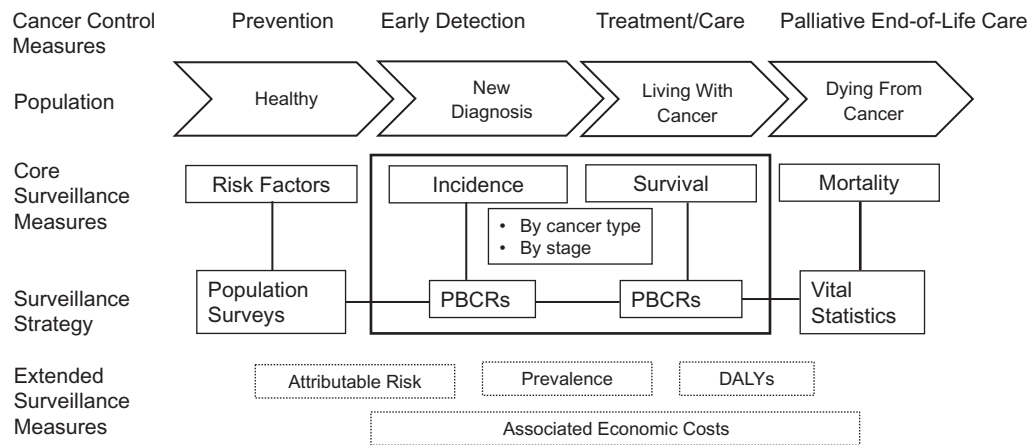 Cancer Control Measures
Prevention
Early Detection
Treatment/Care
Palliative End-of-Life Care
Population
Healthy
New
Diagnosis
Living With
Cancer
Dying From
Cancer
Core
Surveillance
Measures
Risk Factors
Incidence
Survival
Mortality
• By cancer type
• By stage
Surveillance
Strategy
Population
Surveys
PBCRs
PBCRs
Vital
Statistics
Extended
Surveillance
Measures
Attributable Risk
Prevalence
DALYs
Associated Economic Costs